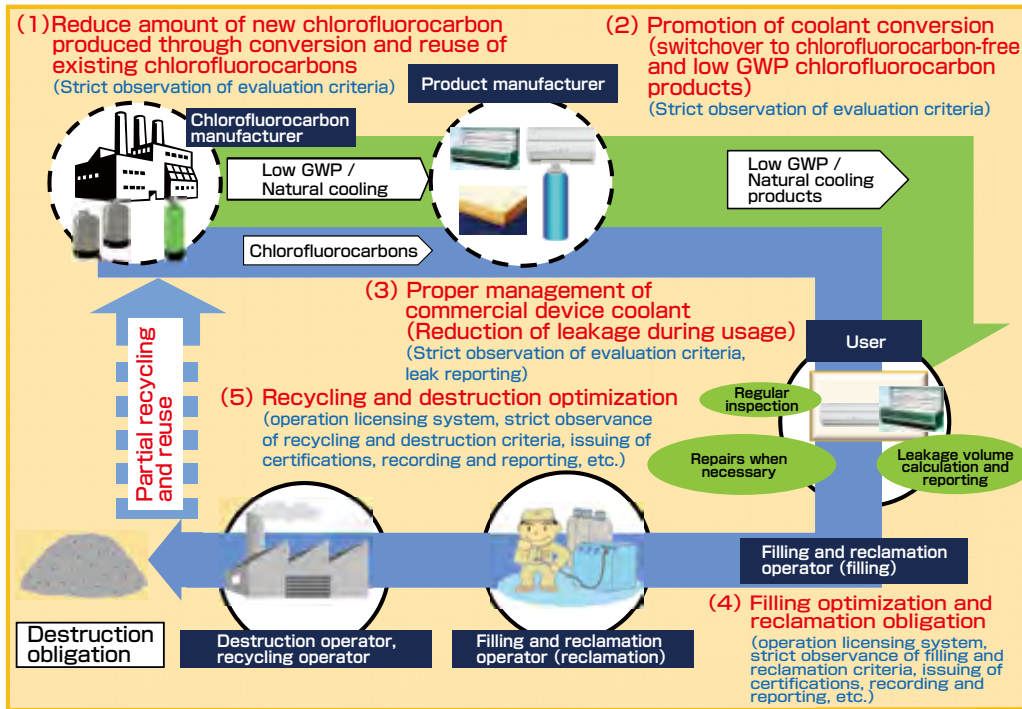 (1) Reduce amount of new chlorofluorocarbon
produced through conversion and reuse of
existing chlorofluorocarbons
(Strict observation of evaluation criteria)
(2) Promotion of coolant conversion
(switchover to chlorofluorocarbon-free
and low GWP chlorofluorocarbon
products)
(Strict observation of evaluation criteria)
Product manufacturer
Chlorofluorocarbon
manufacturer
Low GWP /
Natural cooling
Low GWP /
Natural cooling
products
Chlorofluorocarbons
(3) Proper management of
commercial device coolant
(Reduction of leakage during usage)
(Strict observation of evaluation criteria,
leak reporting)
User
Regular
inspection
Repairs when
necessary
Leakage volume
calculation and
reporting
(5) Recycling and destruction optimization
(operation licensing system, strict observance
of recycling and destruction criteria, issuing of
certifications, recording and reporting, etc.)
Partial recycling
and reuse
Filling and reclamation
operator (filling)
(4) Filling optimization and
reclamation obligation
(operation licensing system,
strict observance of filling and
reclamation criteria, issuing of
certifications, recording and
reporting, etc.)
Destruction
obligation
Destruction operator,
recycling operator
Filling and reclamation
operator (reclamation)